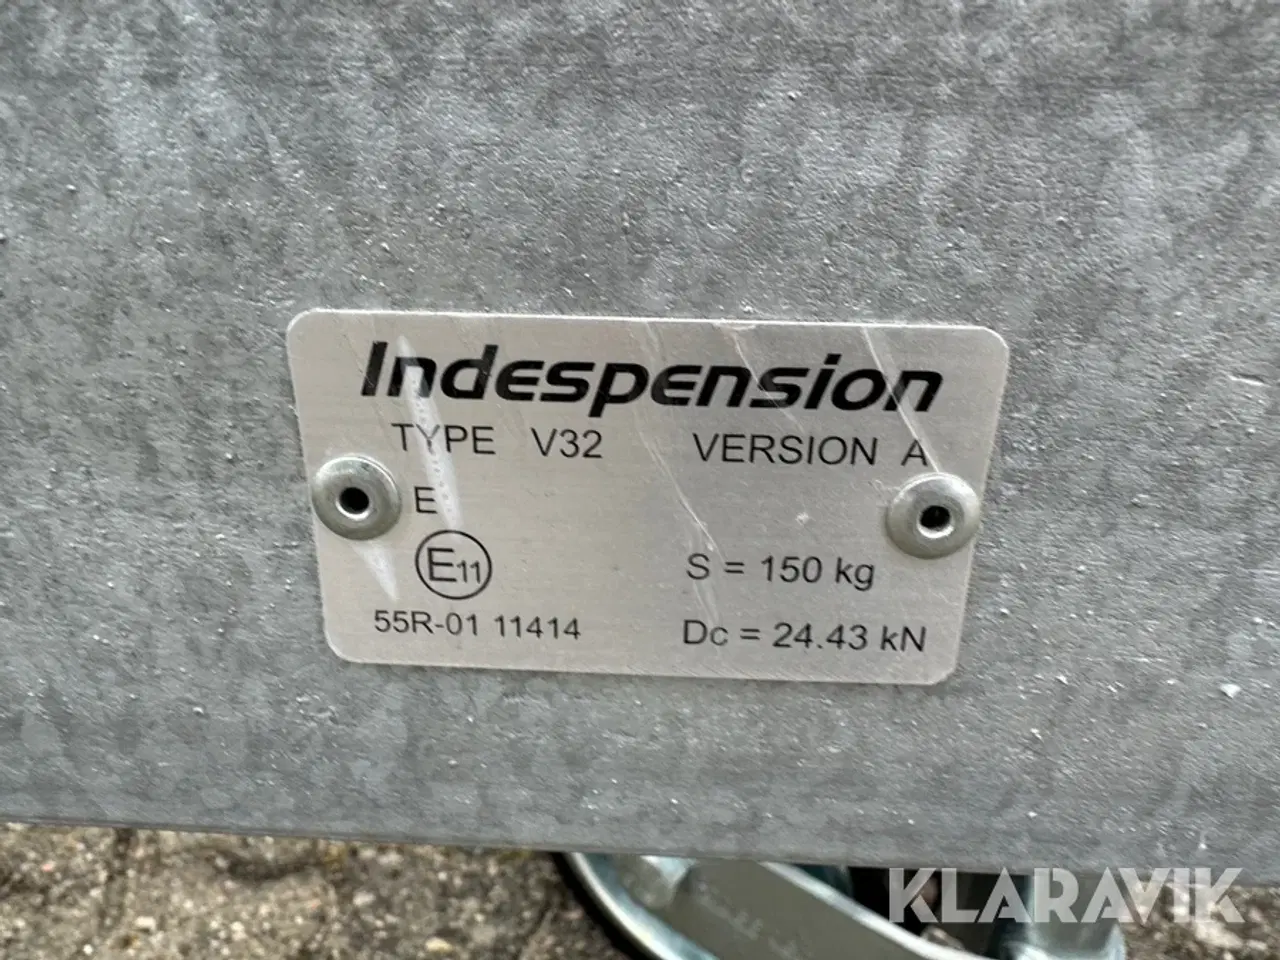 Indespension
TYPE V32 VERSION A
E
E11
S = 150 kg
55R-01 11414
Dc = 24.43 kN
KLARAVIK